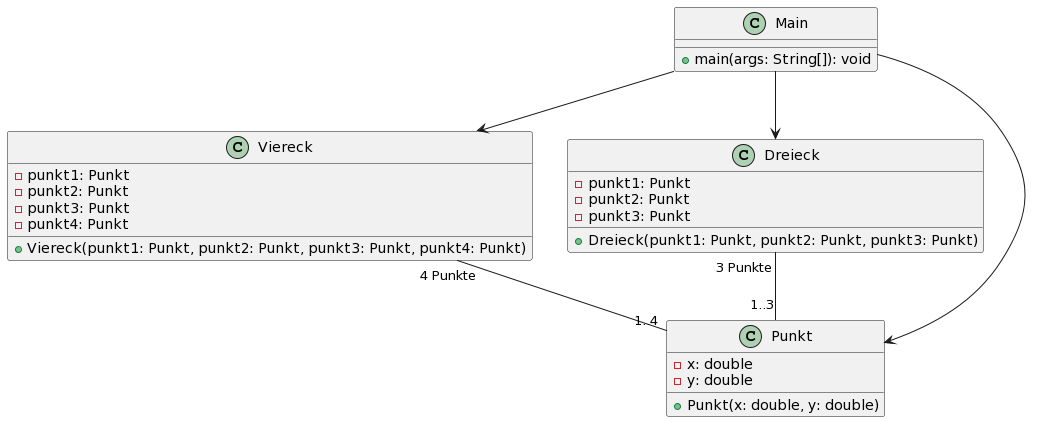 C Main
main(args: String[]): void
C Viereck
punkt1: Punkt
punkt2: Punkt
punkt3: Punkt
punkt4: Punkt
Viereck(punkt1: Punkt, punkt2: Punkt, punkt3: Punkt, punkt4: Punkt)
C Dreieck
punkt1: Punkt
punkt2: Punkt
punkt3: Punkt
Dreieck(punkt1: Punkt, punkt2: Punkt, punkt3: Punkt)
4 Punkte
3 Punkte
1..4
1..3
C Punkt
x: double
y: double
Punkt(x: double, y: double)